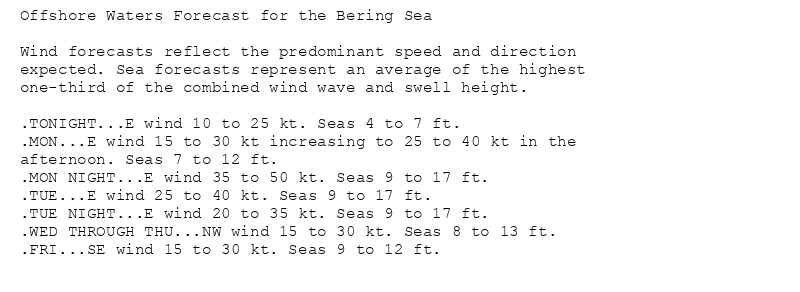 Offshore Waters Forecast for the Bering Sea
Wind forecasts reflect the predominant speed and direction
expected. Sea forecasts represent an average of the highest
one-third of the combined wind wave and swell height.
.TONIGHT...E wind 10 to 25 kt. Seas 4 to 7 ft.
.MON...E wind 15 to 30 kt increasing to 25 to 40 kt in the
afternoon. Seas 7 to 12 ft.
.MON NIGHT...E wind 35 to 50 kt. Seas 9 to 17 ft.
.TUE...E wind 25 to 40 kt. Seas 9 to 17 ft.
.TUE NIGHT...E wind 20 to 35 kt. Seas 9 to 17 ft.
.WED THROUGH THU...NW wind 15 to 30 kt. Seas 8 to 13 ft.
.FRI...SE wind 15 to 30 kt. Seas 9 to 12 ft.